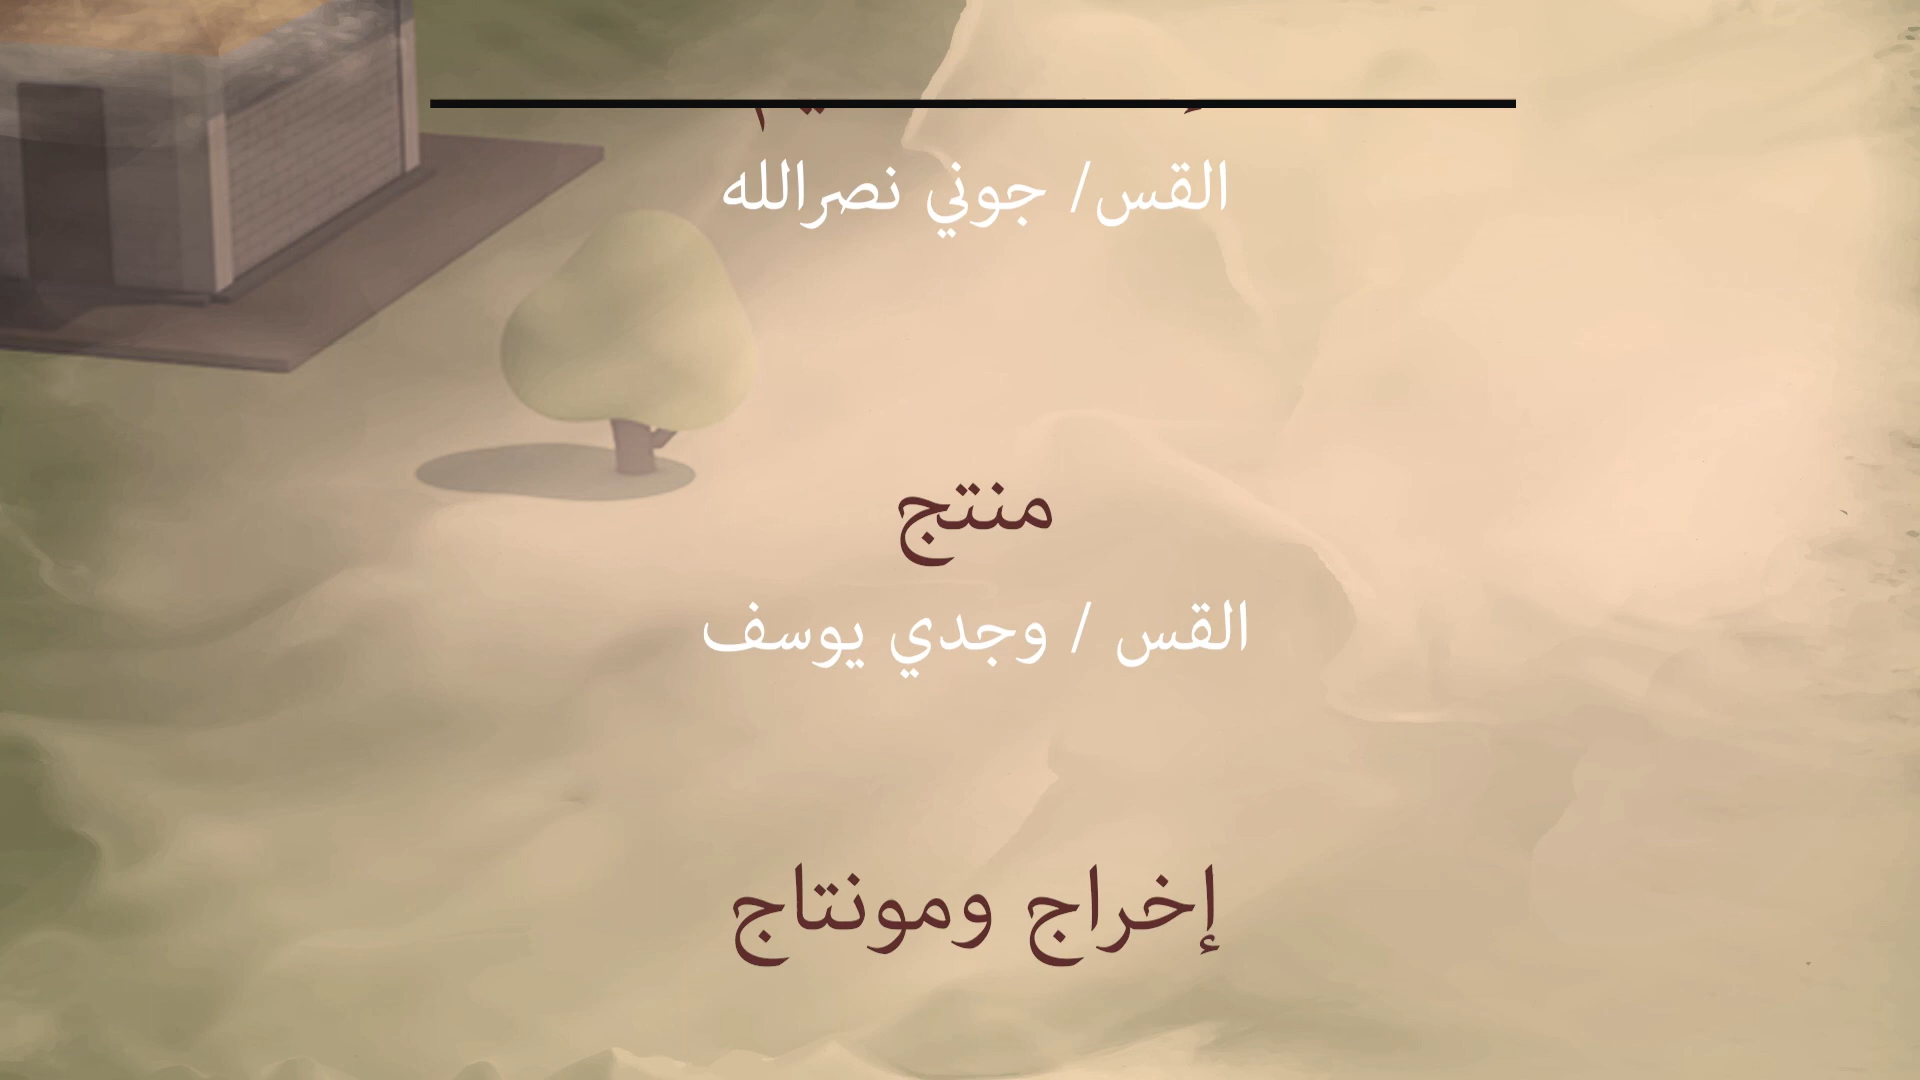 القس/ جوني نصرالله
منتج
القس / وجدي يوسف
إخراج ومونتاج